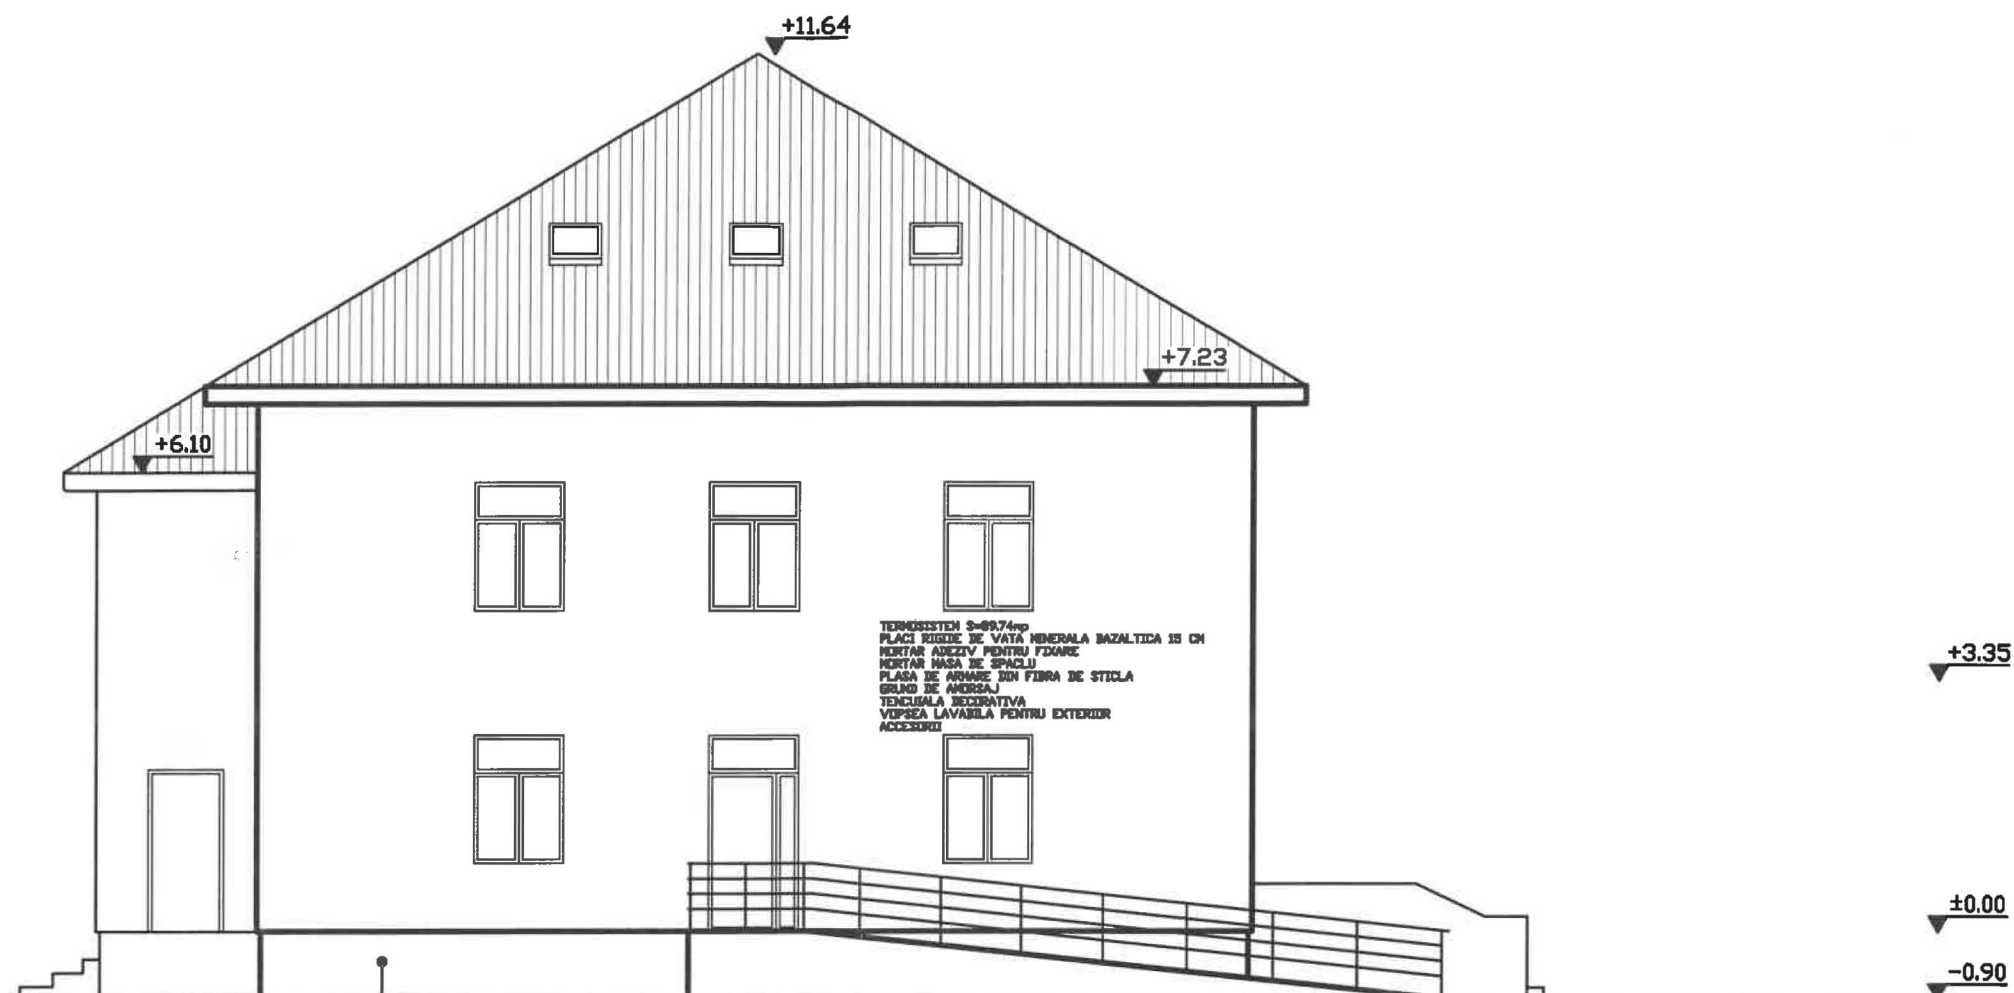 +11.64
+7.23
+6.10
TERMOSISTEM S=89.74mp
PLACI RIGIDE DE VATA MINERALA BAZALTICA 15 CM
MORTAR ADEZIV PENTRU FIXARE
MORTAR MASA DE SPACLU
PLASA DE ARMARE DIN FIBRA DE STICLA
GRUND DE AMORSAJ
TENCUIALA DECORATIVA
VOPSEA LAVABILA PENTRU EXTERIOR
ACCESORII
+3.35
±0.00
-0.90